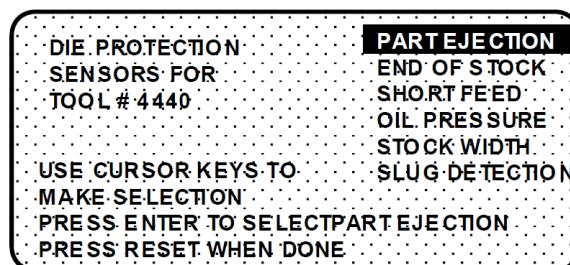 DIE PROTECTION
SENSORS FOR
TOOL # 4440
PART EJECTION
END OF STOCK
SHORT FEED
OIL PRESSURE
STOCK WIDTH
SLUG DETECTION
USE CURSOR KEYS TO
MAKE SELECTION
PRESS ENTER TO SELECTPART EJECTION
PRESS RESET WHEN DONE